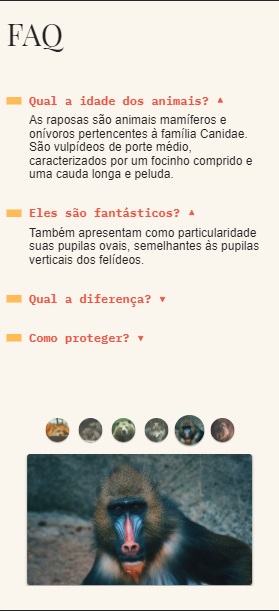 FAQ
Qual a idade dos animais? ▲
As raposas são animais mamíferos e
onívoros pertencentes à família Canidae.
São vulpídeos de porte médio,
caracterizados por um focinho comprido e
uma cauda longa e peluda.
Eles são fantásticos? ▲
Também apresentam como particularidade
suas pupilas ovais, semelhantes às pupilas
verticais dos felídeos.
Qual a diferença? ▼
Como proteger? ▼